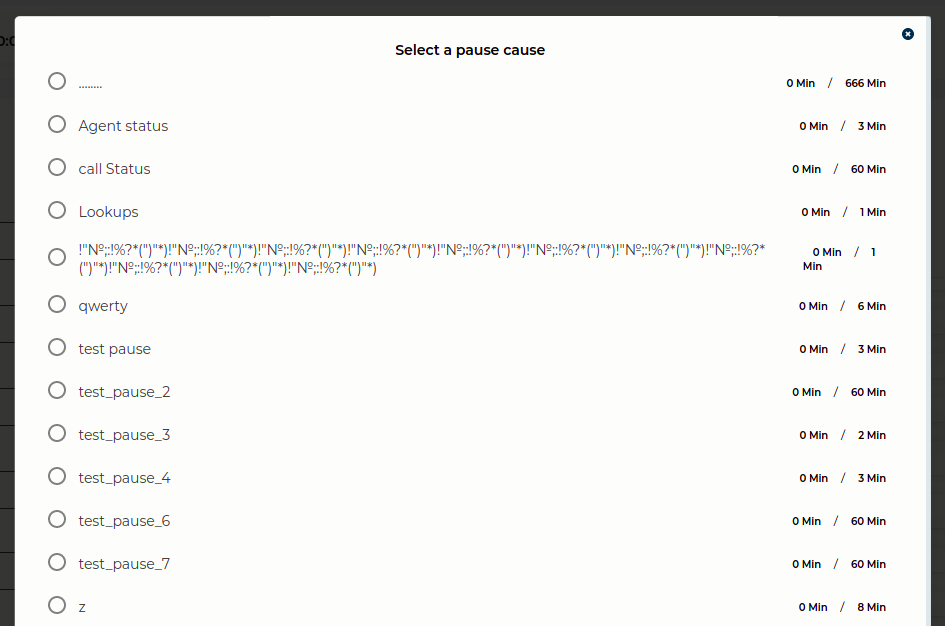 Select a pause cause
........ 0 Min / 666 Min
Agent status 0 Min / 3 Min
call Status 0 Min / 60 Min
Lookups 0 Min / 1 Min
!"№;:!%?*(")"*)!"№;:!%?*(")"*)!"№;:!%?*(")"*)!"№;:!%?*(")"*)!"№;:!%?*(")"*)!"№;:!%?*(")"*)!"№;:!%?*(")"*)!"№;:!%?* 0 Min / 1
(")"*)!"№;:!%?*(")"*)!"№;:!%?*(")"*)!"№;:!%?*(")"*) Min
qwerty 0 Min / 6 Min
test pause 0 Min / 3 Min
test_pause_2 0 Min / 60 Min
test_pause_3 0 Min / 2 Min
test_pause_4 0 Min / 3 Min
test_pause_6 0 Min / 60 Min
test_pause_7 0 Min / 60 Min
z 0 Min / 8 Min